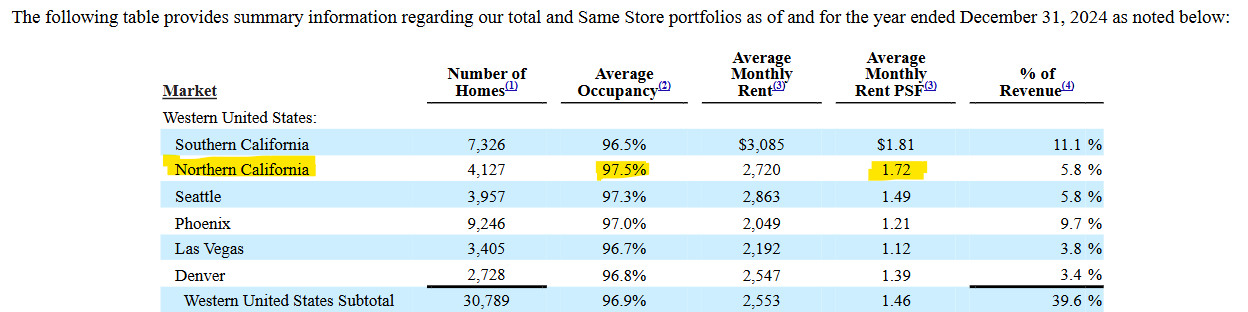 The following table provides summary information regarding our total and Same Store portfolios as of and for the year ended December 31, 2024 as noted below:
Market Number of Homes(1) Average Occupancy(2) Average Monthly Rent(3) Average Monthly Rent PSF(3) % of Revenue(4)
Western United States:
Southern California 7,326 96.5% $3,085 $1.81 11.1 %
Northern California 4,127 97.5% 2,720 1.72 5.8 %
Seattle 3,957 97.3% 2,863 1.49 5.8 %
Phoenix 9,246 97.0% 2,049 1.21 9.7 %
Las Vegas 3,405 96.7% 2,192 1.12 3.8 %
Denver 2,728 96.8% 2,547 1.39 3.4 %
Western United States Subtotal 30,789 96.9% 2,553 1.46 39.6 %